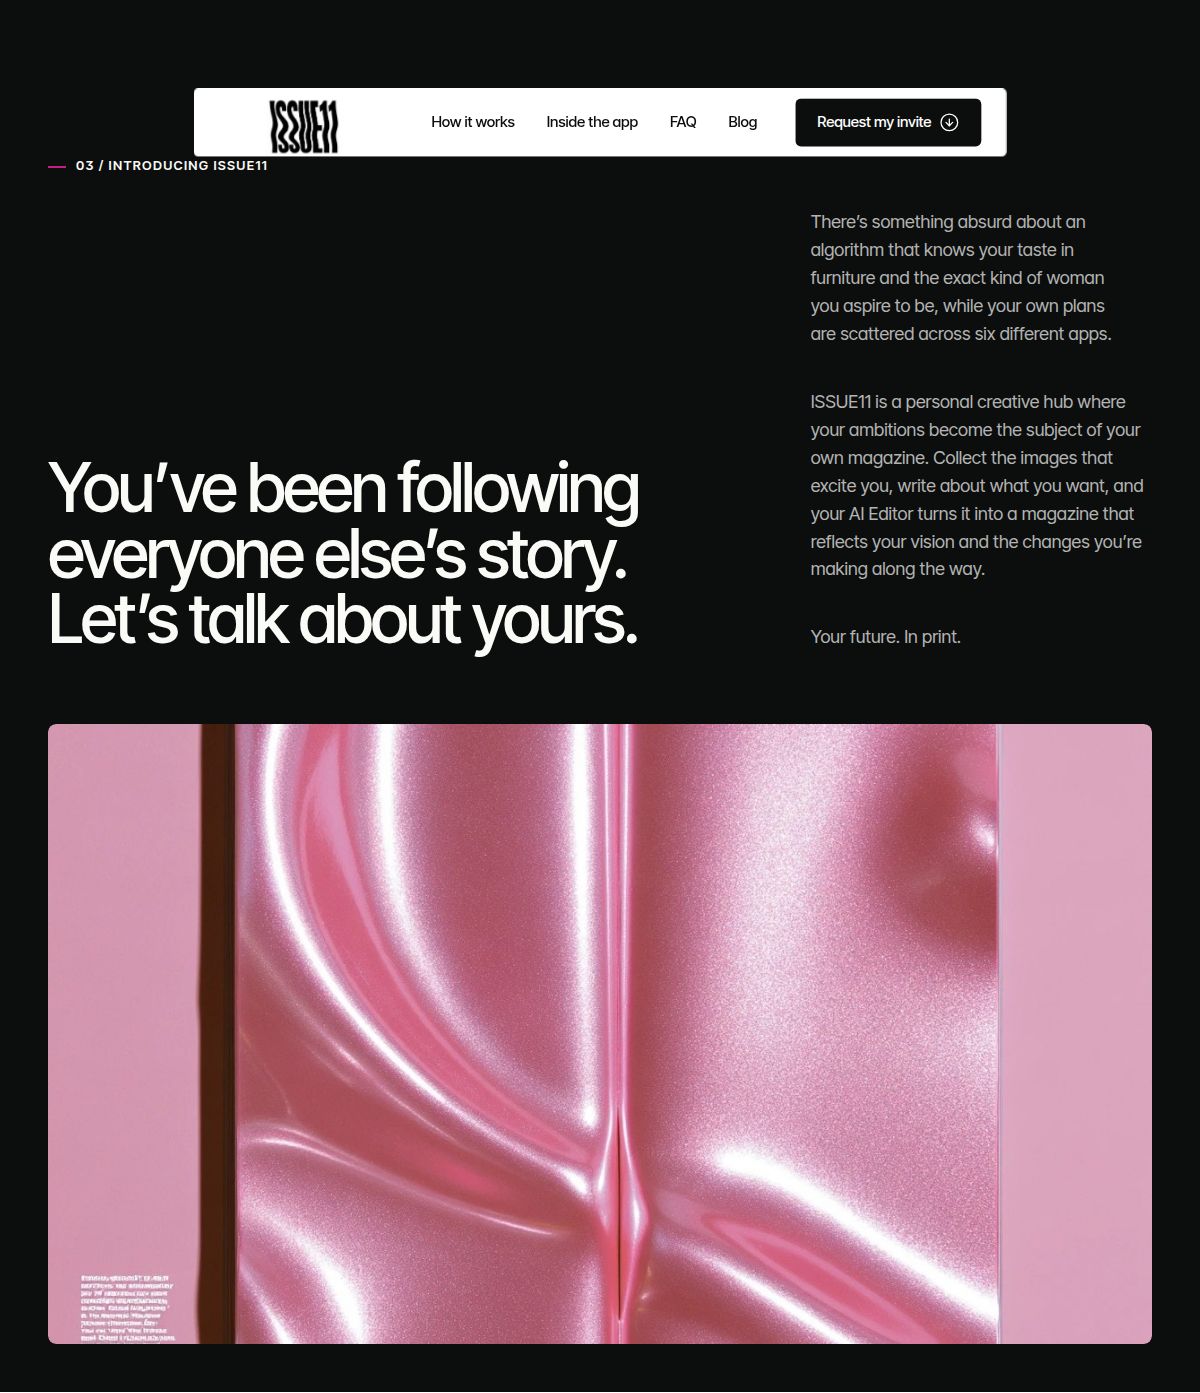 ISSUE11
How it works
Inside the app
FAQ
Blog
Request my invite
03 / INTRODUCING ISSUE11
You’ve been following
everyone else’s story.
Let’s talk about yours.
There’s something absurd about an
algorithm that knows your taste in
furniture and the exact kind of woman
you aspire to be, while your own plans
are scattered across six different apps.
ISSUE11 is a personal creative hub where
your ambitions become the subject of your
own magazine. Collect the images that
excite you, write about what you want, and
your AI Editor turns it into a magazine that
reflects your vision and the changes you’re
making along the way.
Your future. In print.